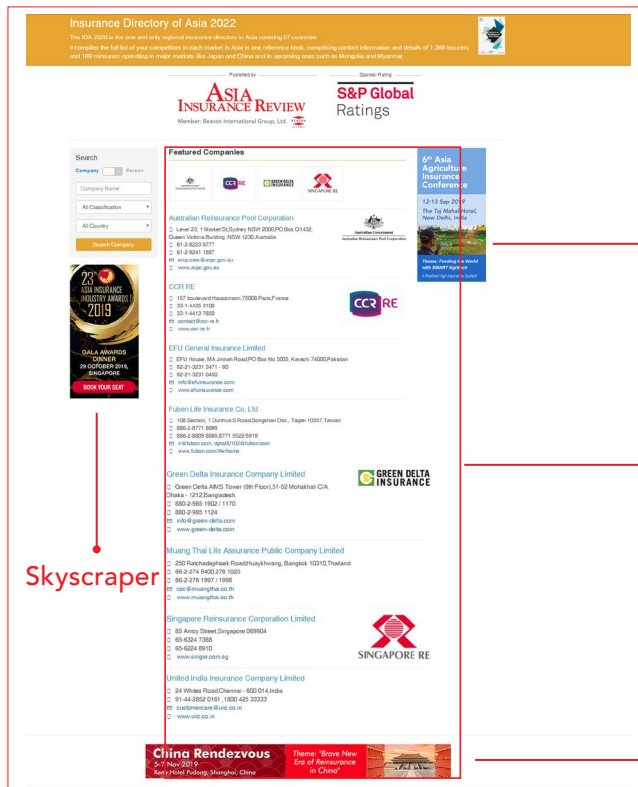 Insurance Directory of Asia 2022
The IDA 2020 is the one and only regional insurance directory in Asia covering 27 countries
It compiles the full list of your competitors in each market in Asia in one reference book, comprising contact information and details of 1,386 insurers
and 189 reinsurers operating in major markets like Japan and China and in upcoming ones such as Mongolia and Myanmar.
Published by
Sponsor Rating
ASIA
INSURANCE REVIEW
Member: Beacon International Group, Ltd.
S&P Global
Ratings
Search
Company Person
Company Name
All Classification
All Country
Search Company
23rd
ASIA INSURANCE
INDUSTRY AWARDS
2019
GALA AWARDS
DINNER
29 OCTOBER 2019,
SINGAPORE
BOOK YOUR SEAT
Skyscraper
Featured Companies
CCR RE
GREEN DELTA
INSURANCE
SINGAPORE RE
Australian Reinsurance Pool Corporation
Level 23, 1 Market St,Sydney NSW 2000,PO Box Q1432,
Queen Victoria Building, NSW 1230,Australia
61-2-8223 6777
61-2-9241 1887
enquiries@arpc.gov.au
www.arpc.gov.au
Australian Government
Australian Reinsurance Pool Corporation
CCR RE
157 boulevard Haussmann,75008 Paris,France
33-1-4435 3100
33-1-4413 7650
contact@ccr-re.fr
www.ccr-re.fr
CCR RE
EFU General Insurance Limited
EFU House, MA Jinnah Road,PO Box No 5005, Karachi 74000,Pakistan
92-21-3231 3471 - 90
92-21-3231 0450
info@efuinsurance.com
www.efuinsurance.com
Fubon Life Insurance Co, Ltd
108 Section, 1 Dunhua S Road,Songshan Dist., Taipei 10557,Taiwan
886-2-8771 6699
886-2-8809 8889,8771 5522/5919
ir@fubon.com, dpta00100@fubon.com
www.fubon.com/life/home
Green Delta Insurance Company Limited
Green Delta AIMS Tower (6th Floor),51-52 Mohakhali C/A,
Dhaka - 1212,Bangladesh
880-2-985 1902 / 1170
880-2-985 1124
info@green-delta.com
www.green-delta.com
GREEN DELTA
INSURANCE
Muang Thai Life Assurance Public Company Limited
250 Ratchadaphisek Road,Huaykhwang, Bangkok 10310,Thailand
66-2-274 9400,276 1025
66-2-276 1997 / 1998
csc@muangthai.co.th
www.muangthai.co.th
Singapore Reinsurance Corporation Limited
85 Amoy Street,Singapore 069904
65-6324 7388
65-6224 8910
www.singre.com.sg
SINGAPORE RE
United India Insurance Company Limited
24 Whites Road,Chennai - 600 014,India
91-44-2852 0161 ,1800 425 33333
customercare@uiic.co.in
www.uiic.co.in
6th Asia
Agriculture
Insurance
Conference
12-13 Sep 2019
The Taj Mahal Hotel,
New Delhi, India
Theme: Feeding the World
with SMART Agritech
China Rendezvous
5-7 Nov 2019
Kerry Hotel Pudong, Shanghai, China
Theme: "Brave New
Era of Reinsurance
in China"